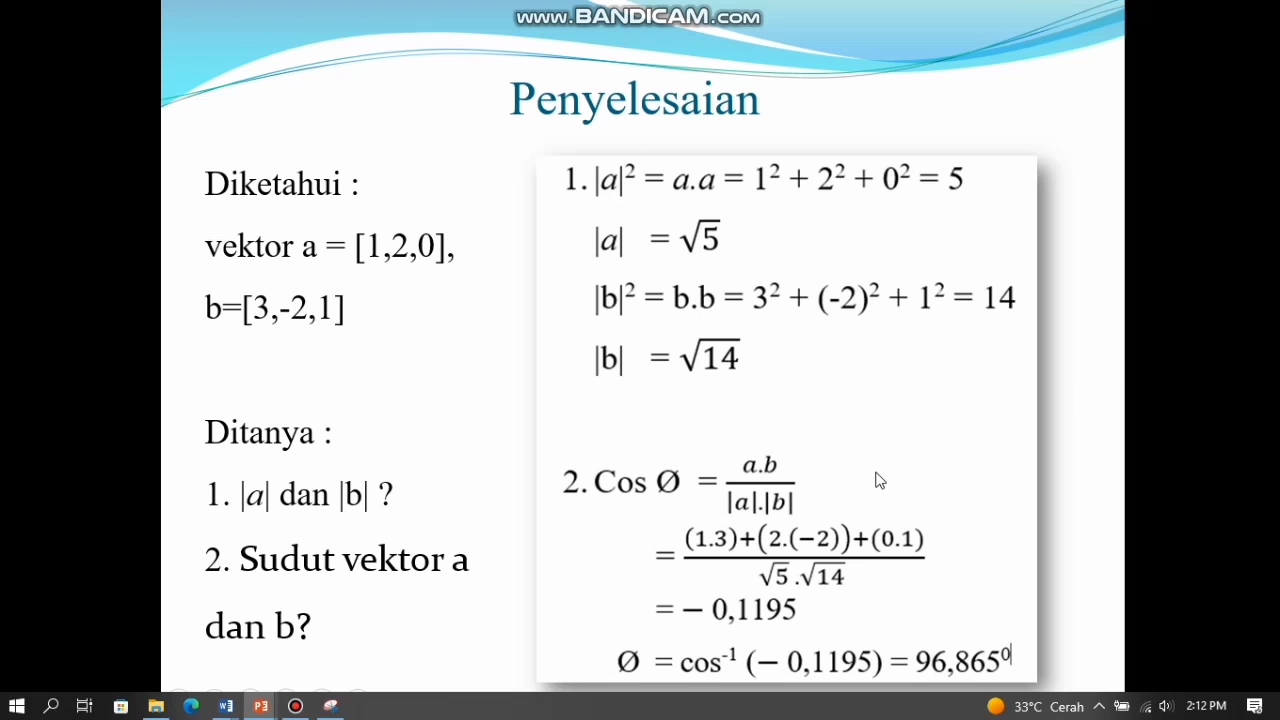 www.BANDICAM.com
Penyelesaian
Diketahui :
vektor a = [1,2,0],
b=[3,-2,1]
Ditanya :
1. |a| dan |b| ?
2. Sudut vektor a
dan b?
1. |a|² = a.a = 1² + 2² + 0² = 5
|a| = √5
|b|² = b.b = 3² + (-2)² + 1² = 14
|b| = √14
2. Cos Ø = a.b / |a|.|b|
= (1.3)+(2.(−2))+(0.1) / √5 .√14
= − 0,1195
Ø = cos⁻¹ (− 0,1195) = 96,865⁰
33°C Cerah 2:12 PM